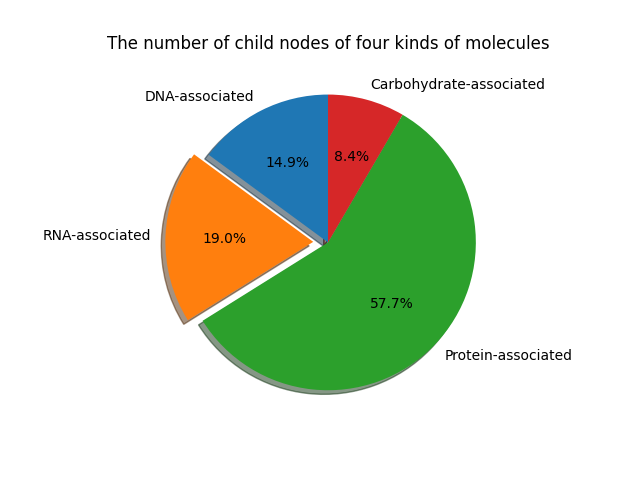 The number of child nodes of four kinds of molecules
Carbohydrate-associated
DNA-associated
8.4%
14.9%
RNA-associated
19.0%
57.7%
Protein-associated